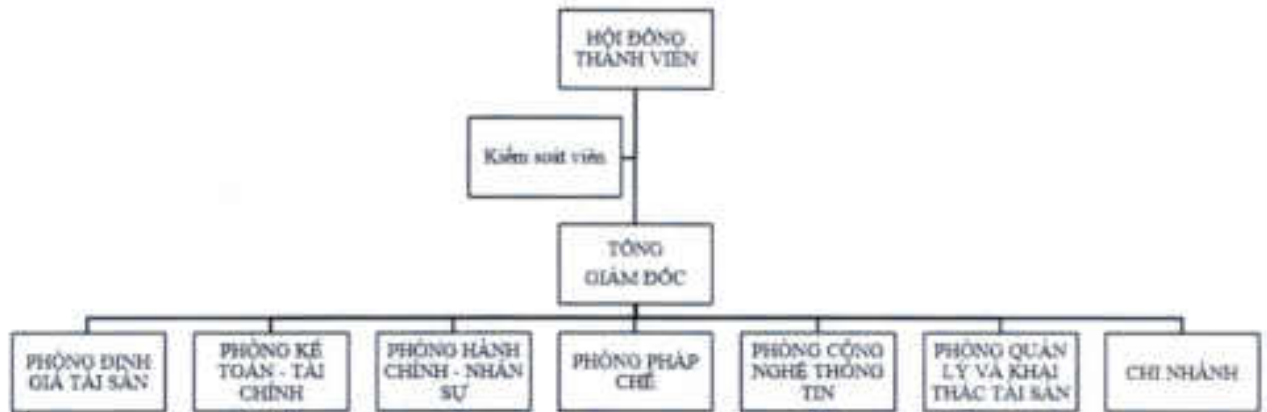 HỘI ĐỒNG
THÀNH VIÊN
Kiểm soát viên
TỔNG
GIÁM ĐỐC
PHÒNG ĐỊNH
GIÁ TÀI SẢN
PHÒNG KẾ
TOÁN - TÀI
CHÍNH
PHÒNG HÀNH
CHÍNH - NHÂN
SỰ
PHÒNG PHÁP
CHẾ
PHÒNG CÔNG
NGHỆ THÔNG
TIN
PHÒNG QUẢN
LÝ VÀ KHAI
THÁC TÀI SẢN
CHI NHÁNH